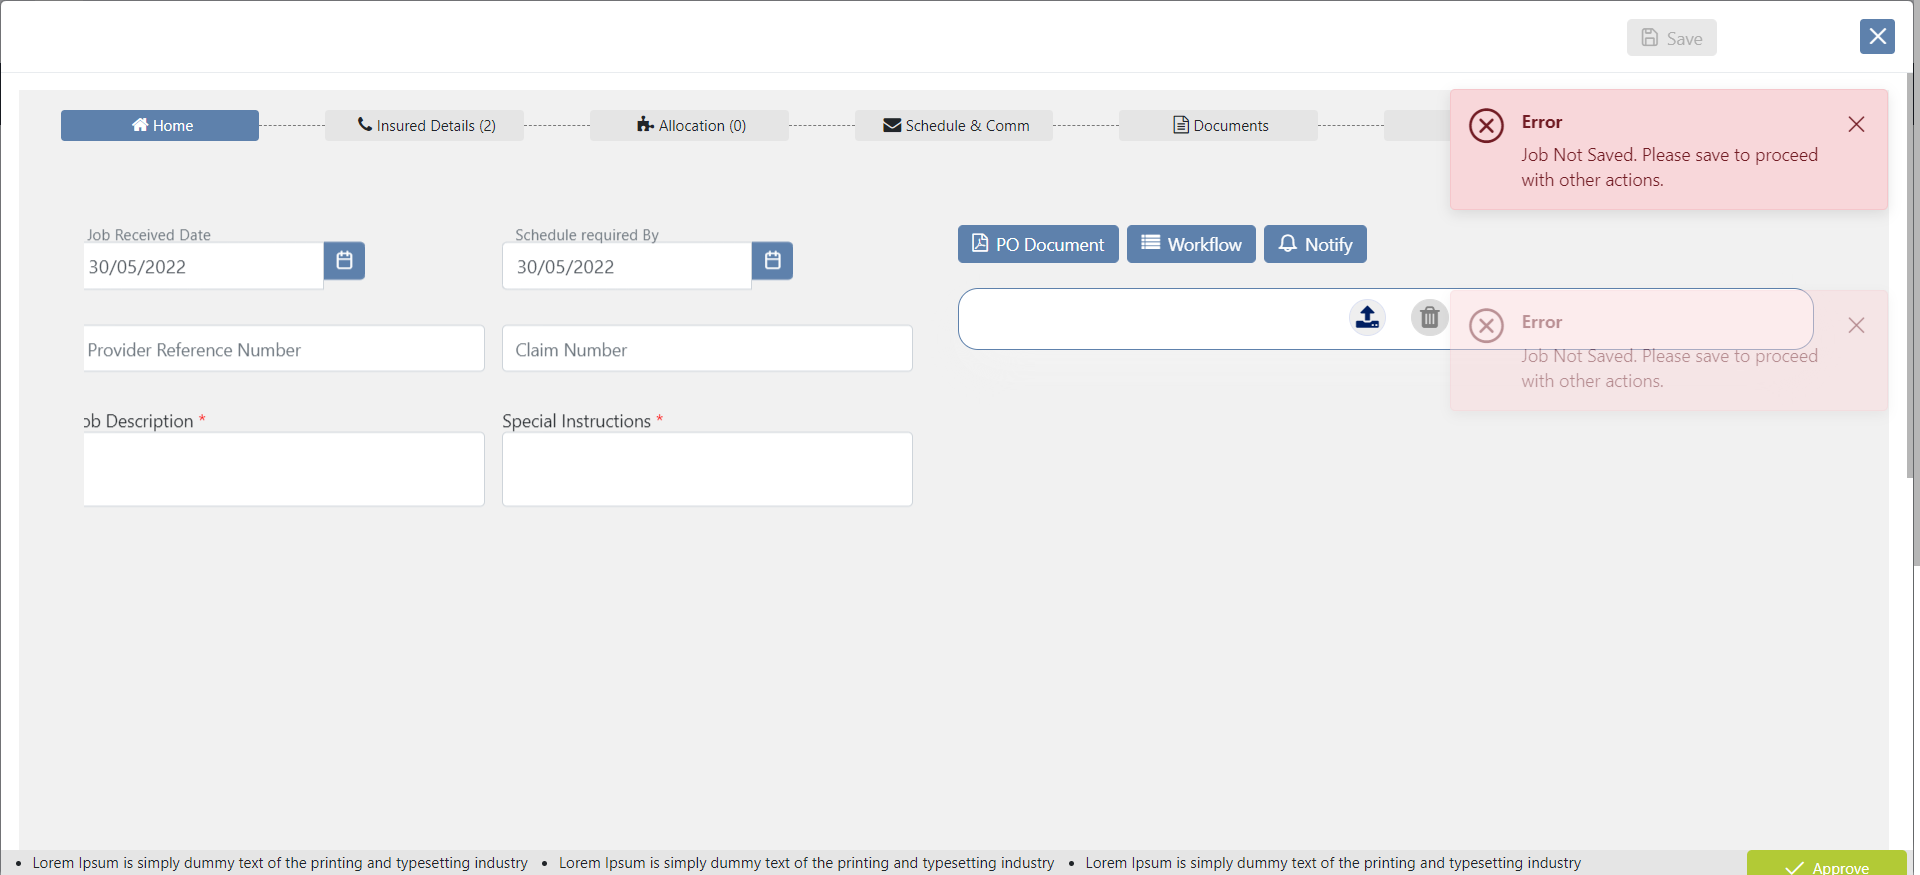 Save
Home
Insured Details (2)
Allocation (0)
Schedule & Comm
Documents
Error
Job Not Saved. Please save to proceed
with other actions.
Job Received Date
30/05/2022
Schedule required By
30/05/2022
PO Document
Workflow
Notify
Error
Job Not Saved. Please save to proceed
with other actions.
Provider Reference Number
Claim Number
ob Description *
Special Instructions *
• Lorem Ipsum is simply dummy text of the printing and typesetting industry
• Lorem Ipsum is simply dummy text of the printing and typesetting industry
• Lorem Ipsum is simply dummy text of the printing and typesetting industry
Approve